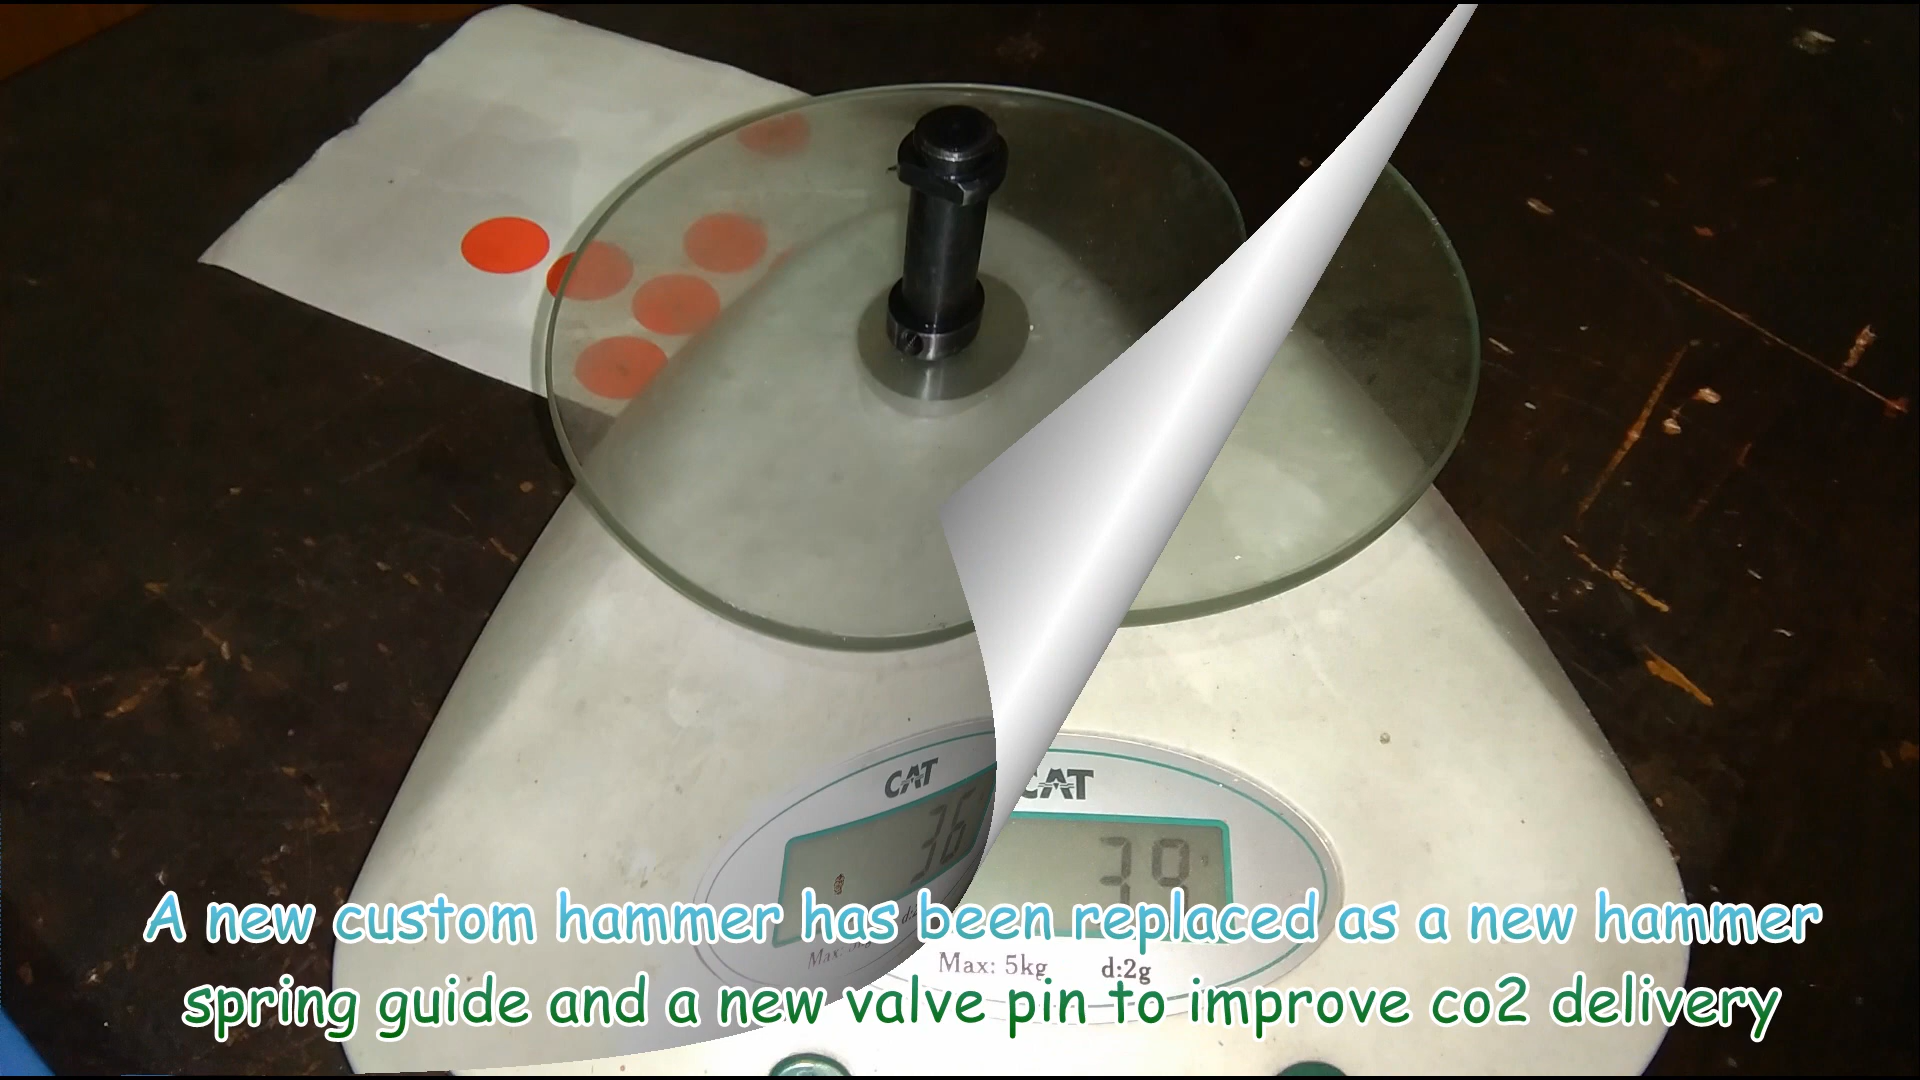 CAT
CAT
36
39
Max: 5kg d:2g
A new custom hammer has been replaced as a new hammer
spring guide and a new valve pin to improve co2 delivery